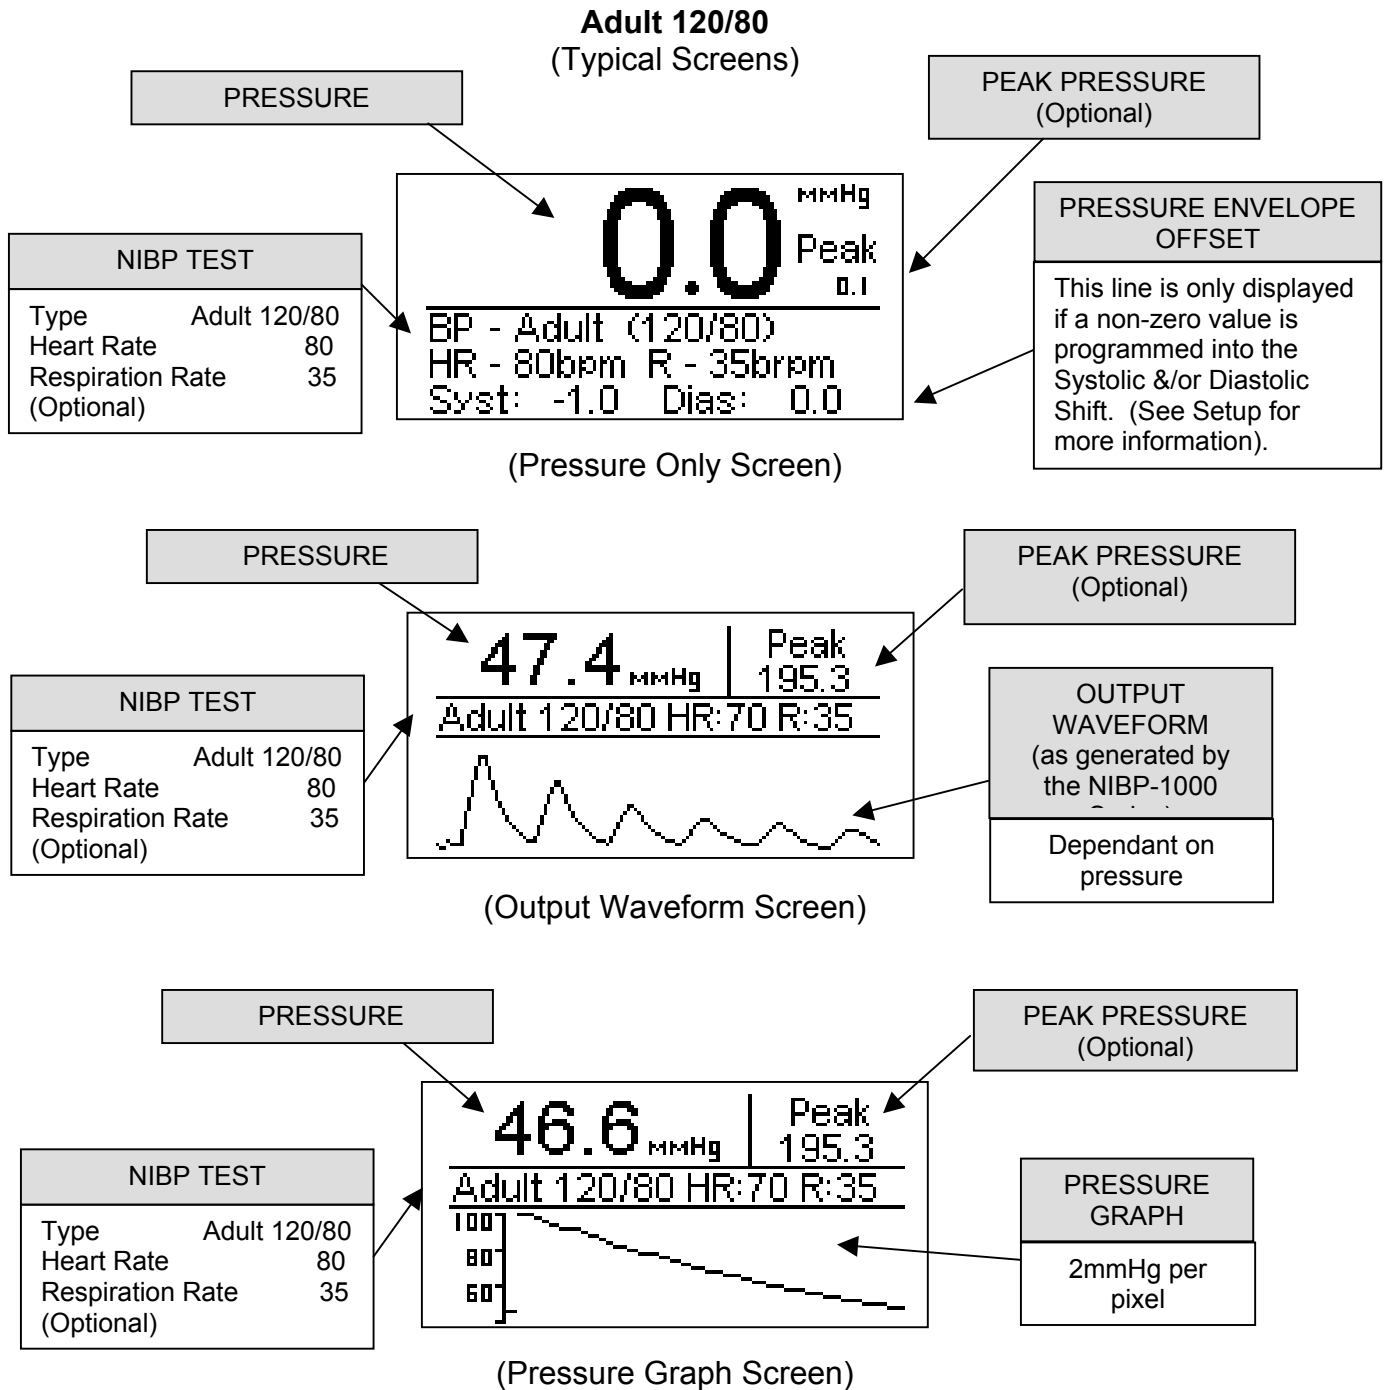 Adult 120/80
(Typical Screens)
PRESSURE
PEAK PRESSURE
(Optional)
0.0 mmHg
Peak
0.1
BP - Adult (120/80)
HR - 80bpm R - 35brpm
Syst: -1.0 Dias: 0.0
NIBP TEST
Type Adult 120/80
Heart Rate 80
Respiration Rate 35
(Optional)
PRESSURE ENVELOPE
OFFSET
This line is only displayed
if a non-zero value is
programmed into the
Systolic &/or Diastolic
Shift. (See Setup for
more information).
(Pressure Only Screen)
PRESSURE
PEAK PRESSURE
(Optional)
47.4 mmHg
Peak
195.3
Adult 120/80 HR:70 R:35
NIBP TEST
Type Adult 120/80
Heart Rate 80
Respiration Rate 35
(Optional)
OUTPUT
WAVEFORM
(as generated by
the NIBP-1000
Dependant on
pressure
(Output Waveform Screen)
PRESSURE
PEAK PRESSURE
(Optional)
46.6 mmHg
Peak
195.3
Adult 120/80 HR:70 R:35
100
80
60
NIBP TEST
Type Adult 120/80
Heart Rate 80
Respiration Rate 35
(Optional)
PRESSURE
GRAPH
2mmHg per
pixel
(Pressure Graph Screen)